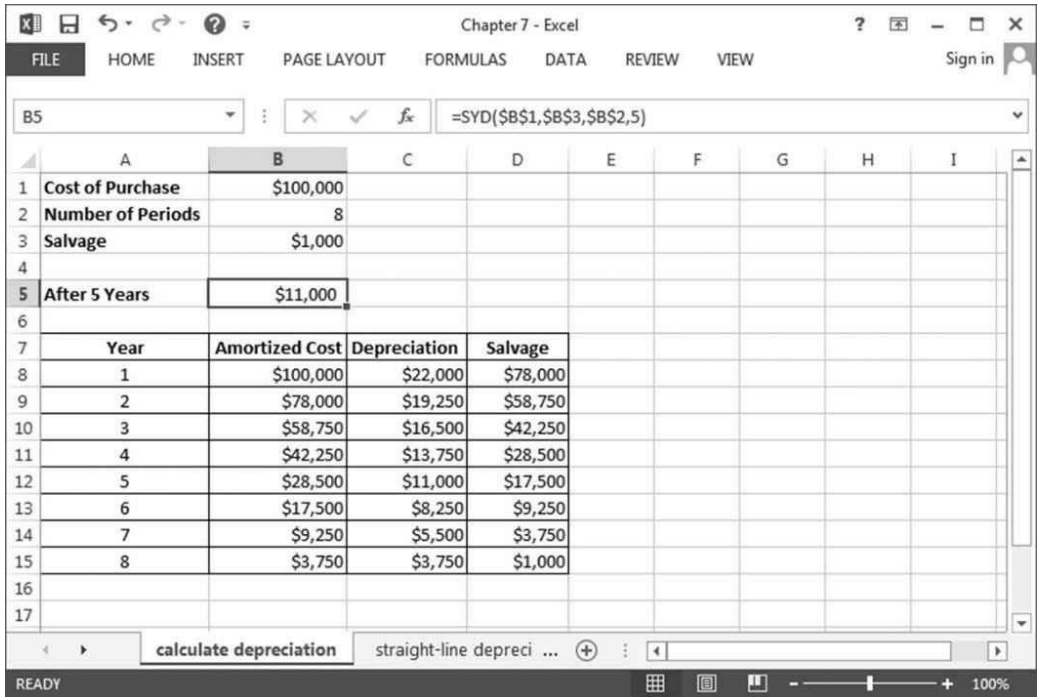 Chapter 7 - Excel ?
FILE HOME INSERT PAGE LAYOUT FORMULAS DATA REVIEW VIEW Sign in
B5 fx =SYD($B$1,$B$3,$B$2,5)
A B C D E F G H I
1 Cost of Purchase $100,000
2 Number of Periods 8
3 Salvage $1,000
4
5 After 5 Years $11,000
6
7 Year Amortized Cost Depreciation Salvage
8 1 $100,000 $22,000 $78,000
9 2 $78,000 $19,250 $58,750
10 3 $58,750 $16,500 $42,250
11 4 $42,250 $13,750 $28,500
12 5 $28,500 $11,000 $17,500
13 6 $17,500 $8,250 $9,250
14 7 $9,250 $5,500 $3,750
15 8 $3,750 $3,750 $1,000
16
17
calculate depreciation straight-line depreci ...
READY 100%